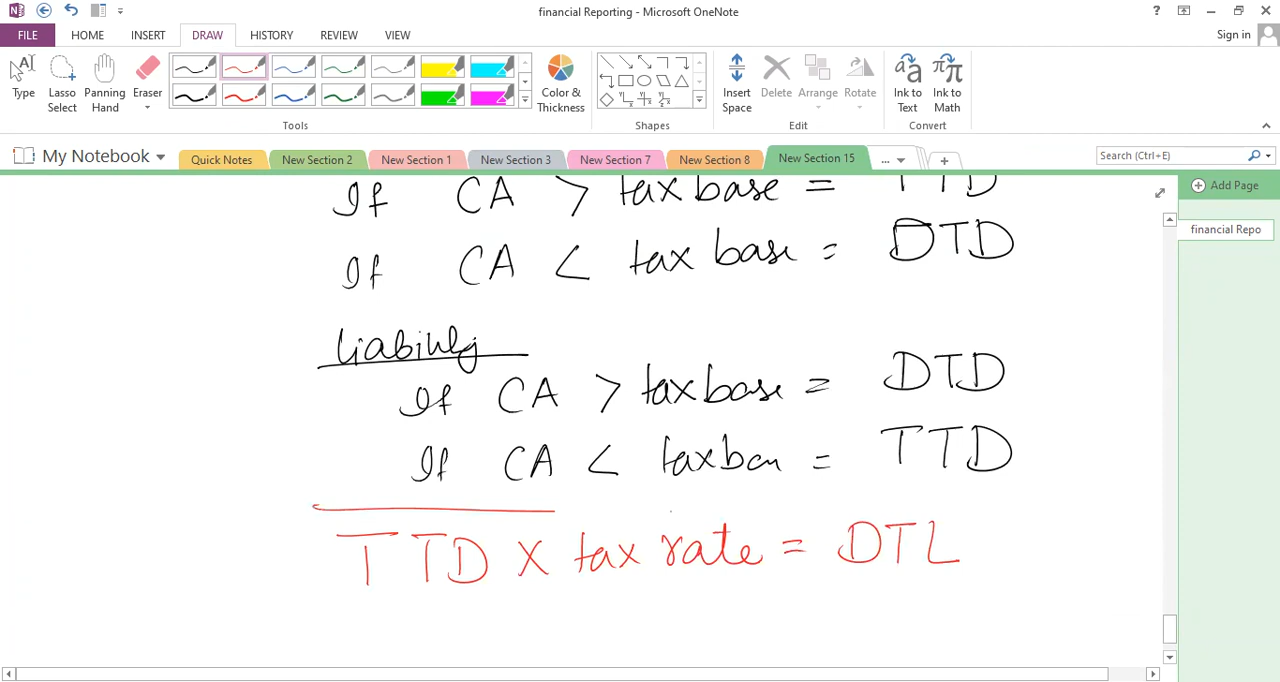 financial Reporting - Microsoft OneNote
Sign in
FILE HOME INSERT DRAW HISTORY REVIEW VIEW
Type Lasso Select Panning Hand Eraser Color & Thickness Insert Space Delete Arrange Rotate Ink to Text Ink to Math
Tools Shapes Edit Convert
My Notebook Quick Notes New Section 2 New Section 1 New Section 3 New Section 7 New Section 8 New Section 15 ... Search (Ctrl+E)
Add Page
financial Repo
If CA > tax base = TTD
If CA < tax base = DTD
Liability
If CA > tax base = DTD
If CA < tax ban = TTD
TTD X tax rate = DTL